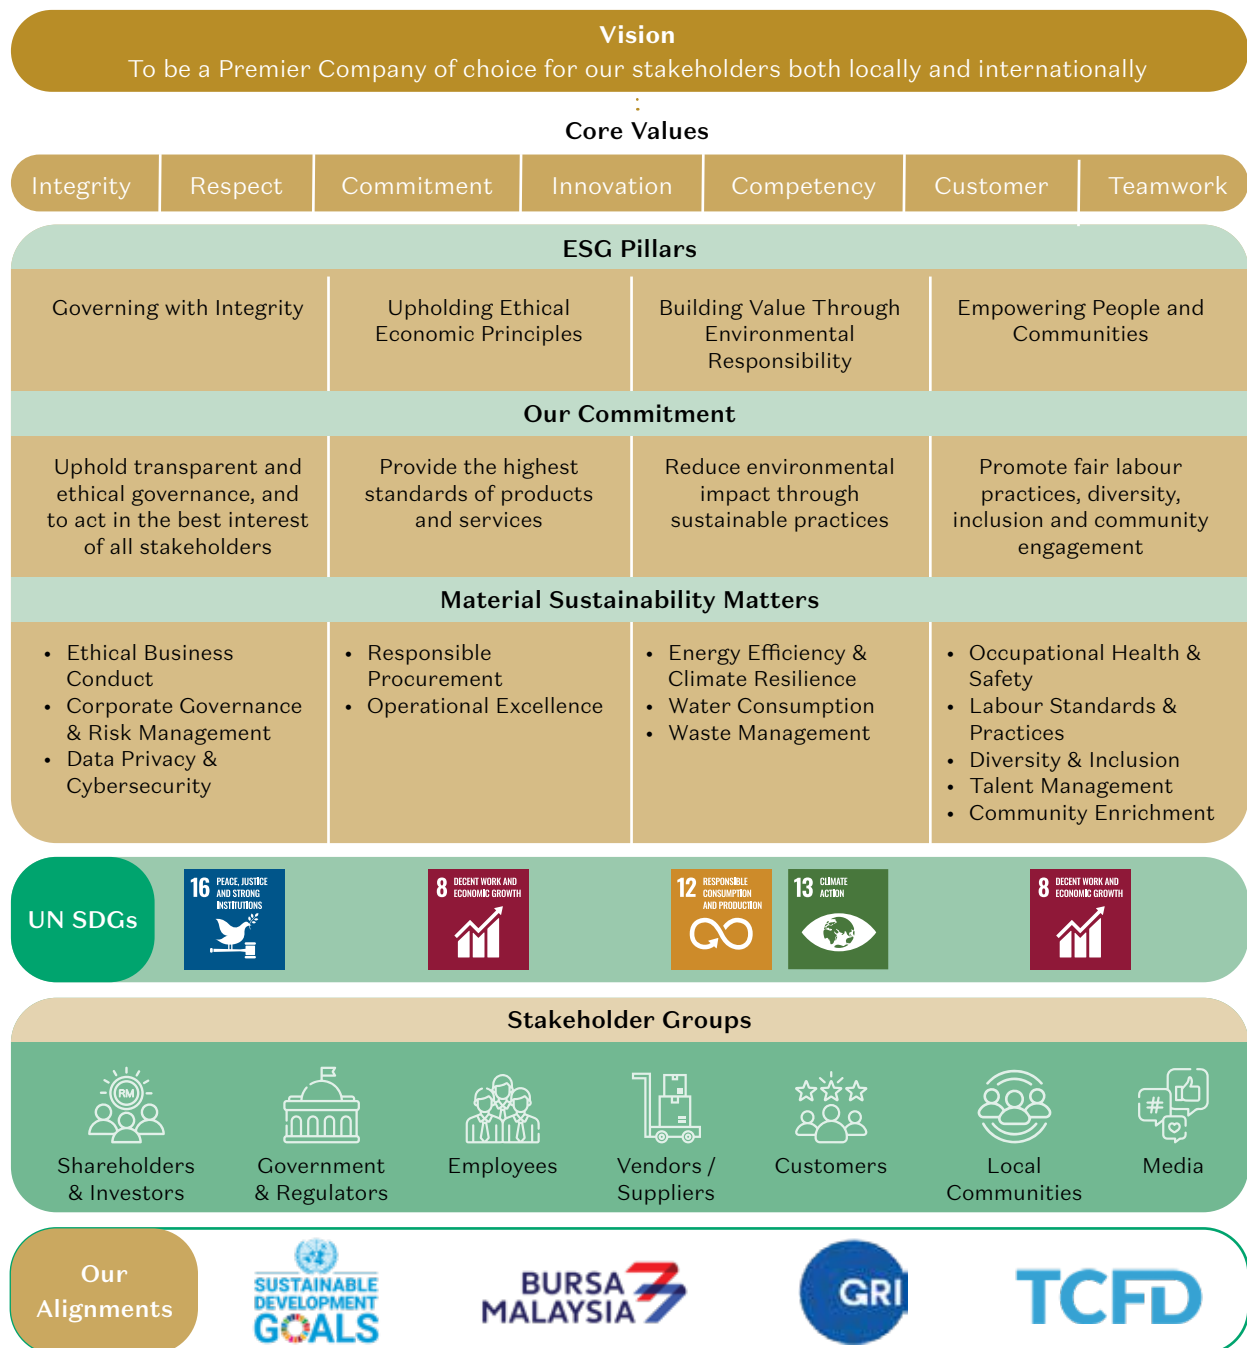 Vision
To be a Premier Company of choice for our stakeholders both locally and internationally
Core Values
Integrity
Respect
Commitment
Innovation
Competency
Customer
Teamwork
ESG Pillars
Governing with Integrity
Upholding Ethical
Economic Principles
Building Value Through
Environmental
Responsibility
Empowering People and
Communities
Our Commitment
Uphold transparent and
ethical governance, and
to act in the best interest
of all stakeholders
Provide the highest
standards of products
and services
Reduce environmental
impact through
sustainable practices
Promote fair labour
practices, diversity,
inclusion and community
engagement
Material Sustainability Matters
• Ethical Business
Conduct
• Corporate Governance
& Risk Management
• Data Privacy &
Cybersecurity
• Responsible
Procurement
• Operational Excellence
• Energy Efficiency &
Climate Resilience
• Water Consumption
• Waste Management
• Occupational Health &
Safety
• Labour Standards &
Practices
• Diversity & Inclusion
• Talent Management
• Community Enrichment
UN SDGs
16 PEACE, JUSTICE
AND STRONG
INSTITUTIONS
8 DECENT WORK AND
ECONOMIC GROWTH
12 RESPONSIBLE
CONSUMPTION
AND PRODUCTION
13 CLIMATE
ACTION
8 DECENT WORK AND
ECONOMIC GROWTH
Stakeholder Groups
RM
#
Shareholders
& Investors
Government
& Regulators
Employees
Vendors /
Suppliers
Customers
Local
Communities
Media
Our
Alignments
SUSTAINABLE
DEVELOPMENT
GOALS
BURSA
MALAYSIA
GRI
TCFD